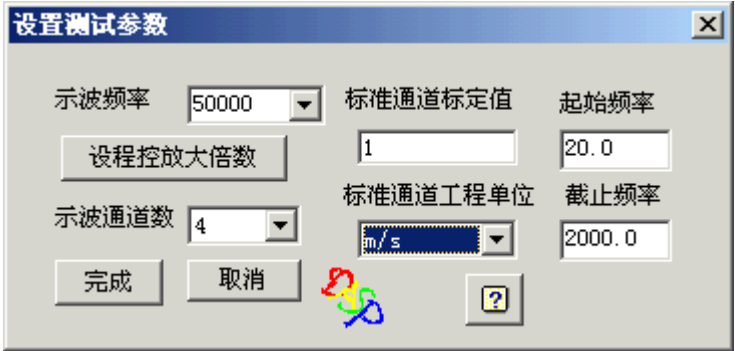 设置测试参数
示波频率 50000 标准通道标定值 起始频率
设程控放大倍数 1 20.0
示波通道数 4 标准通道工程单位 截止频率
m/s 2000.0
完成 取消 ?